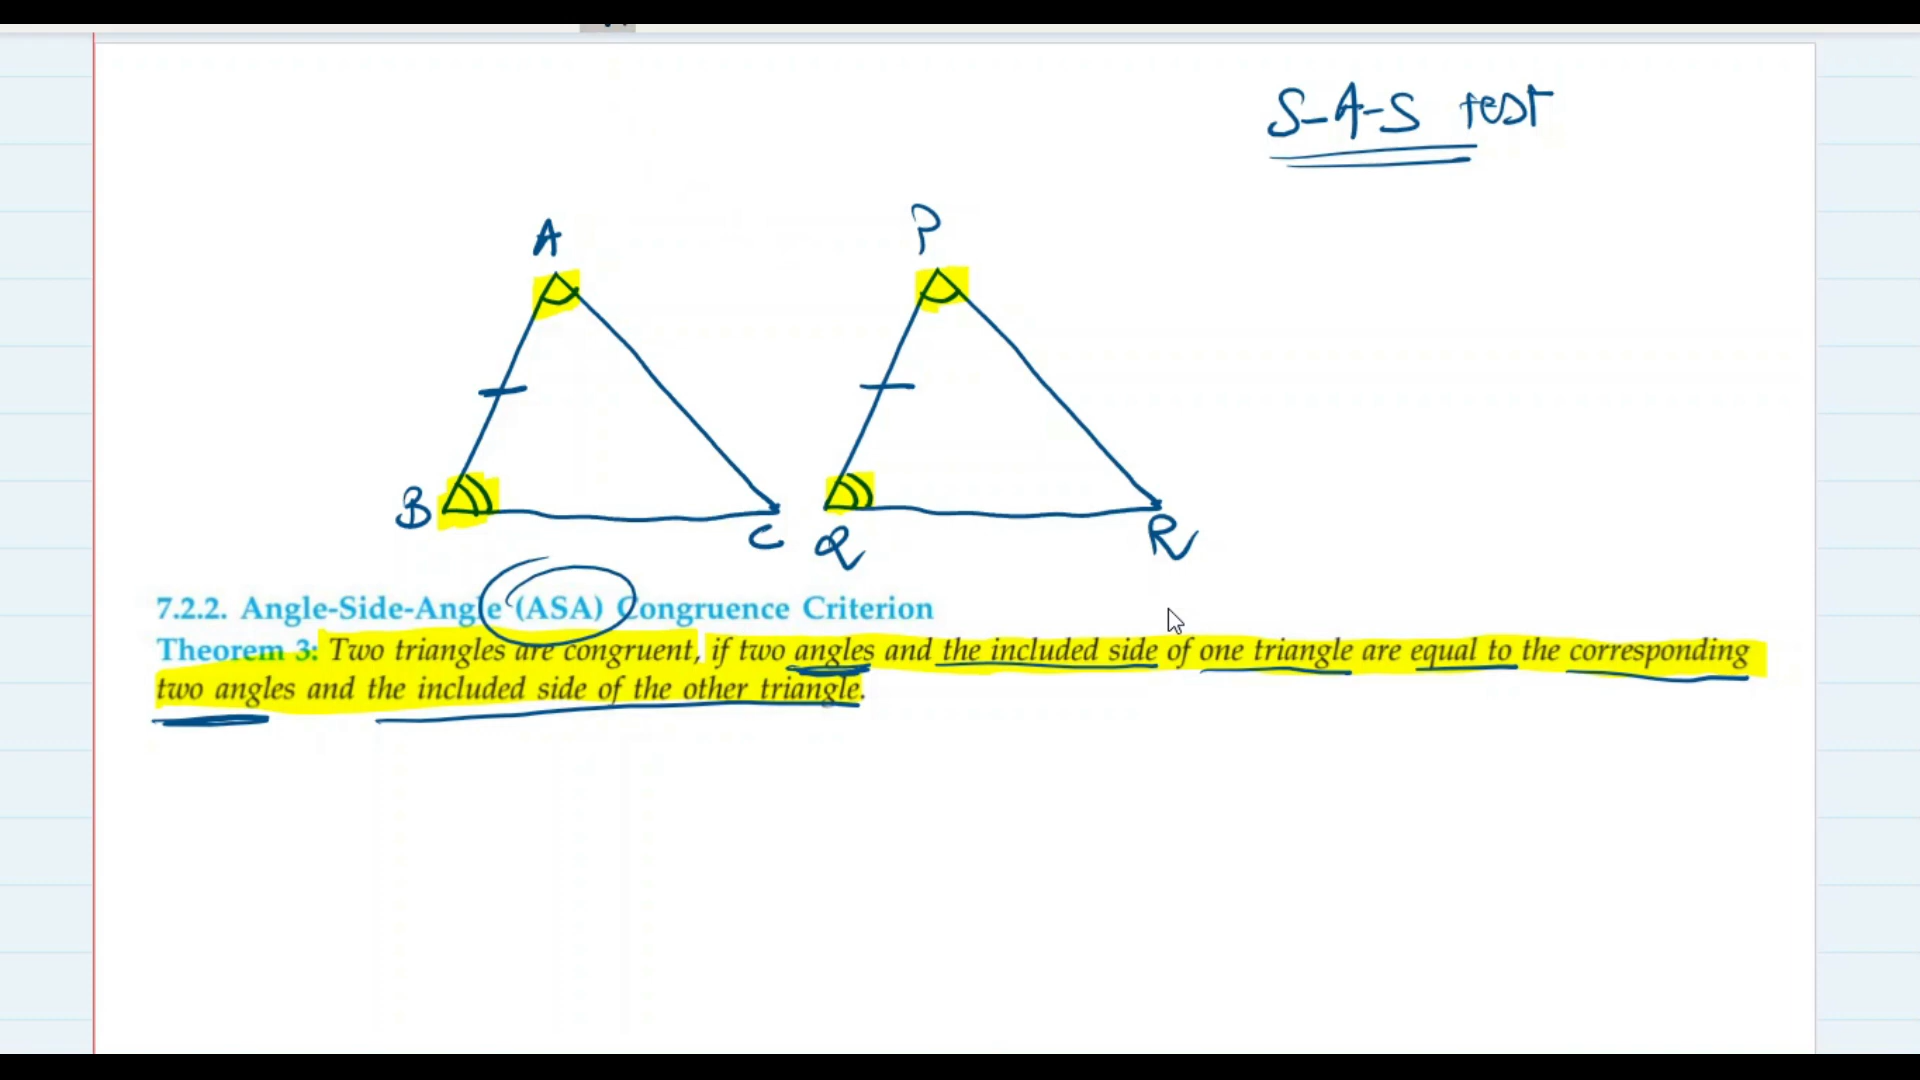 S-A-S test
A
P
B
C
Q
R
7.2.2. Angle-Side-Angle (ASA) Congruence Criterion
Theorem 3: Two triangles are congruent, if two angles and the included side of one triangle are equal to the corresponding
two angles and the included side of the other triangle.